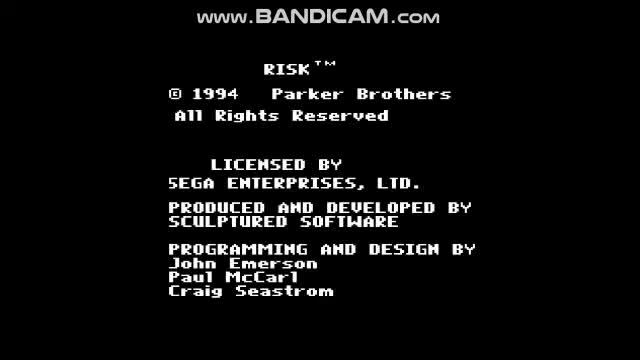 www.BANDICAM.com
RISK™
© 1994 Parker Brothers
All Rights Reserved
LICENSED BY
SEGA ENTERPRISES, LTD.
PRODUCED AND DEVELOPED BY
SCULPTURED SOFTWARE
PROGRAMMING AND DESIGN BY
John Emerson
Paul McCarl
Craig Seastrom